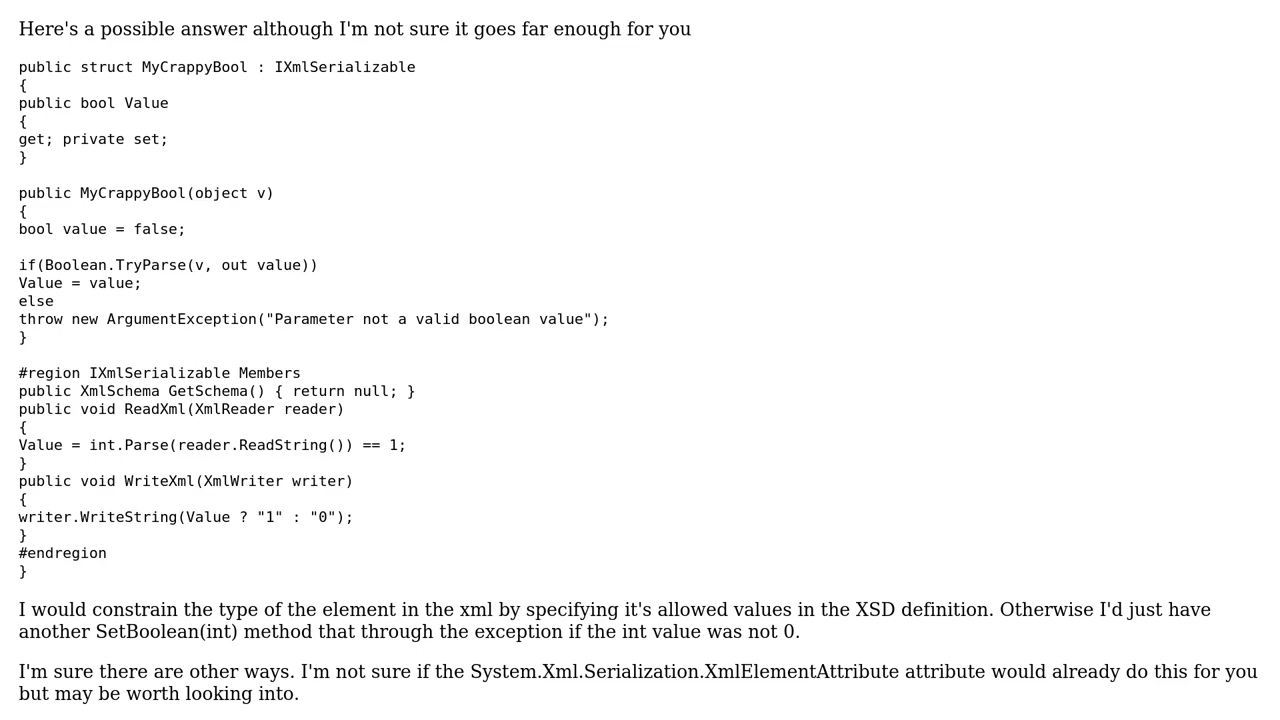 Here's a possible answer although I'm not sure it goes far enough for you
public struct MyCrappyBool : IXmlSerializable
{
public bool Value
{
get; private set;
}
public MyCrappyBool(object v)
{
bool value = false;
if(Boolean.TryParse(v, out value))
Value = value;
else
throw new ArgumentException("Parameter not a valid boolean value");
}
#region IXmlSerializable Members
public XmlSchema GetSchema() { return null; }
public void ReadXml(XmlReader reader)
{
Value = int.Parse(reader.ReadString()) == 1;
}
public void WriteXml(XmlWriter writer)
{
writer.WriteString(Value ? "1" : "0");
}
#endregion
}
I would constrain the type of the element in the xml by specifying it's allowed values in the XSD definition. Otherwise I'd just have
another SetBoolean(int) method that through the exception if the int value was not 0.
I'm sure there are other ways. I'm not sure if the System.Xml.Serialization.XmlElementAttribute attribute would already do this for you
but may be worth looking into.